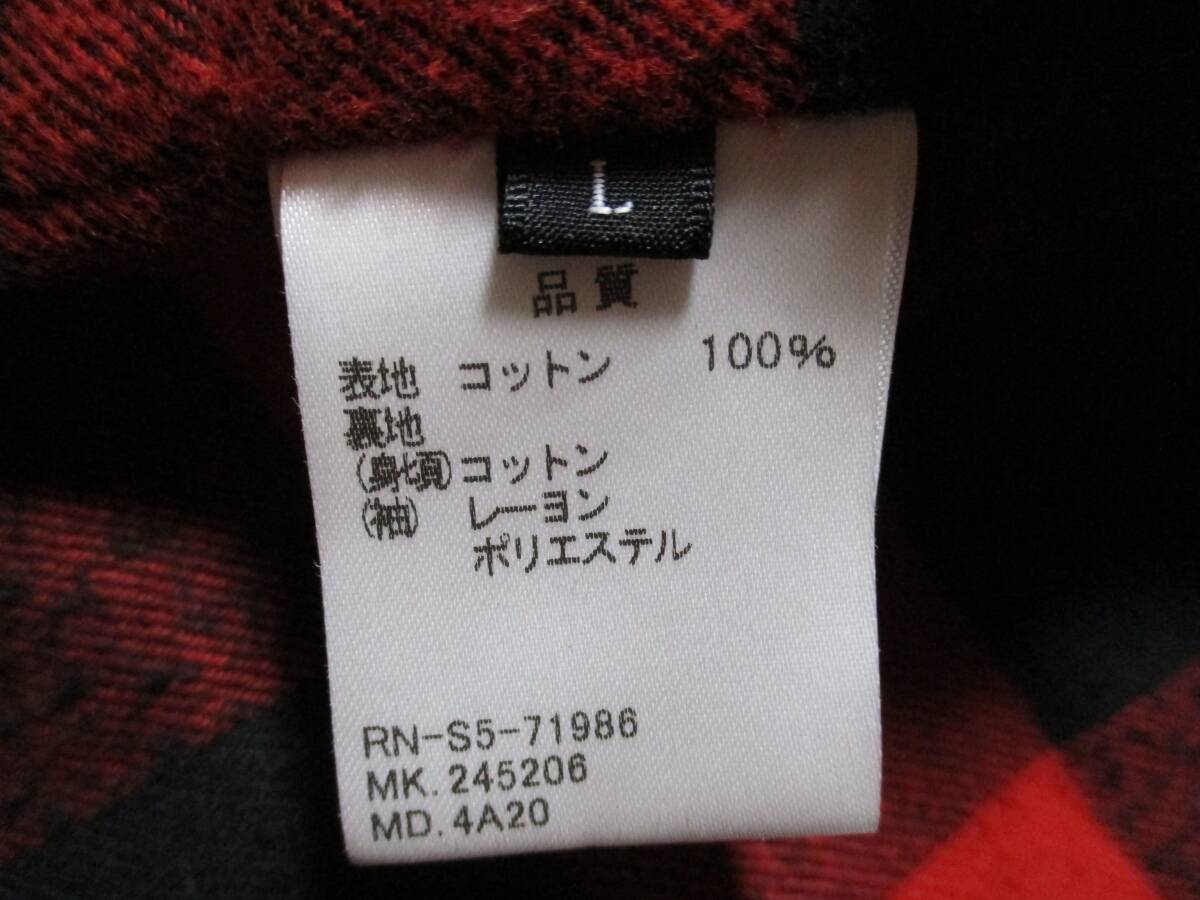 L
品質
表地 コットン 100%
裏地
(身頃)コットン
(袖) レーヨン
ポリエステル
RN-S5-71986
MK.245206
MD.4A20